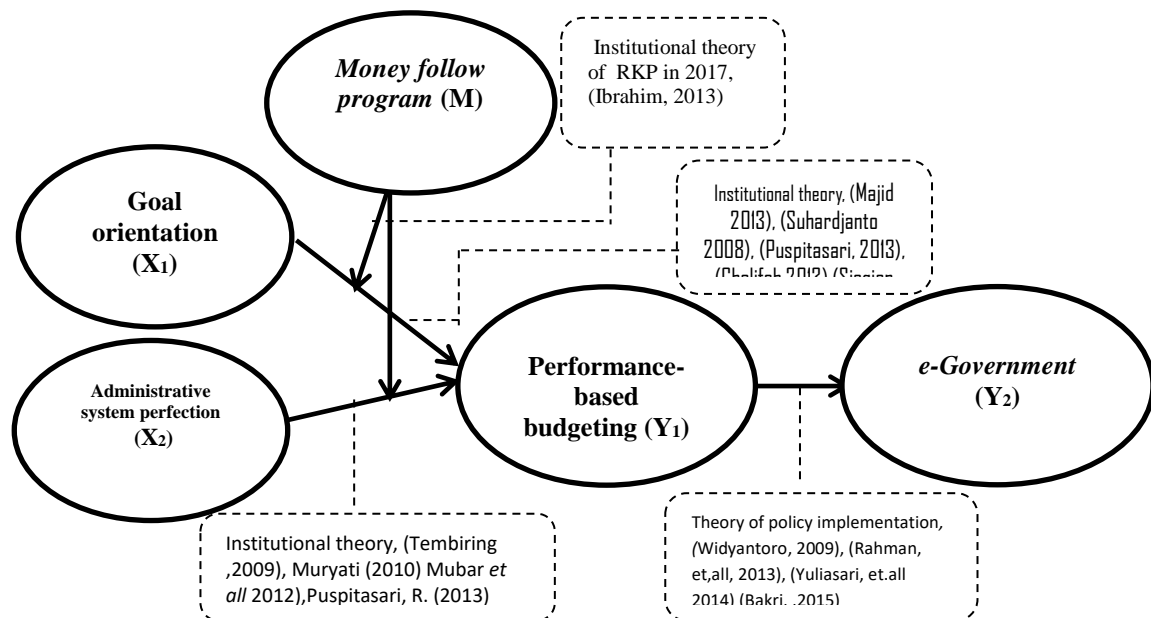 Money follow
program (M)
Institutional theory
of RKP in 2017,
(Ibrahim, 2013)
Goal
orientation
(X₁)
Institutional theory, (Majid
2013), (Suhardjanto
2008), (Puspitasari, 2013),
Administrative
system perfection
(X₂)
Performance-
based
budgeting (Y₁)
e-Government
(Y₂)
Institutional theory, (Tembiring
,2009), Muryati (2010) Mubar et
all 2012),Puspitasari, R. (2013)
Theory of policy implementation,
(Widyantoro, 2009), (Rahman,
et,all, 2013), (Yuliasari, et.all
2014) (Bakri, ,2015)